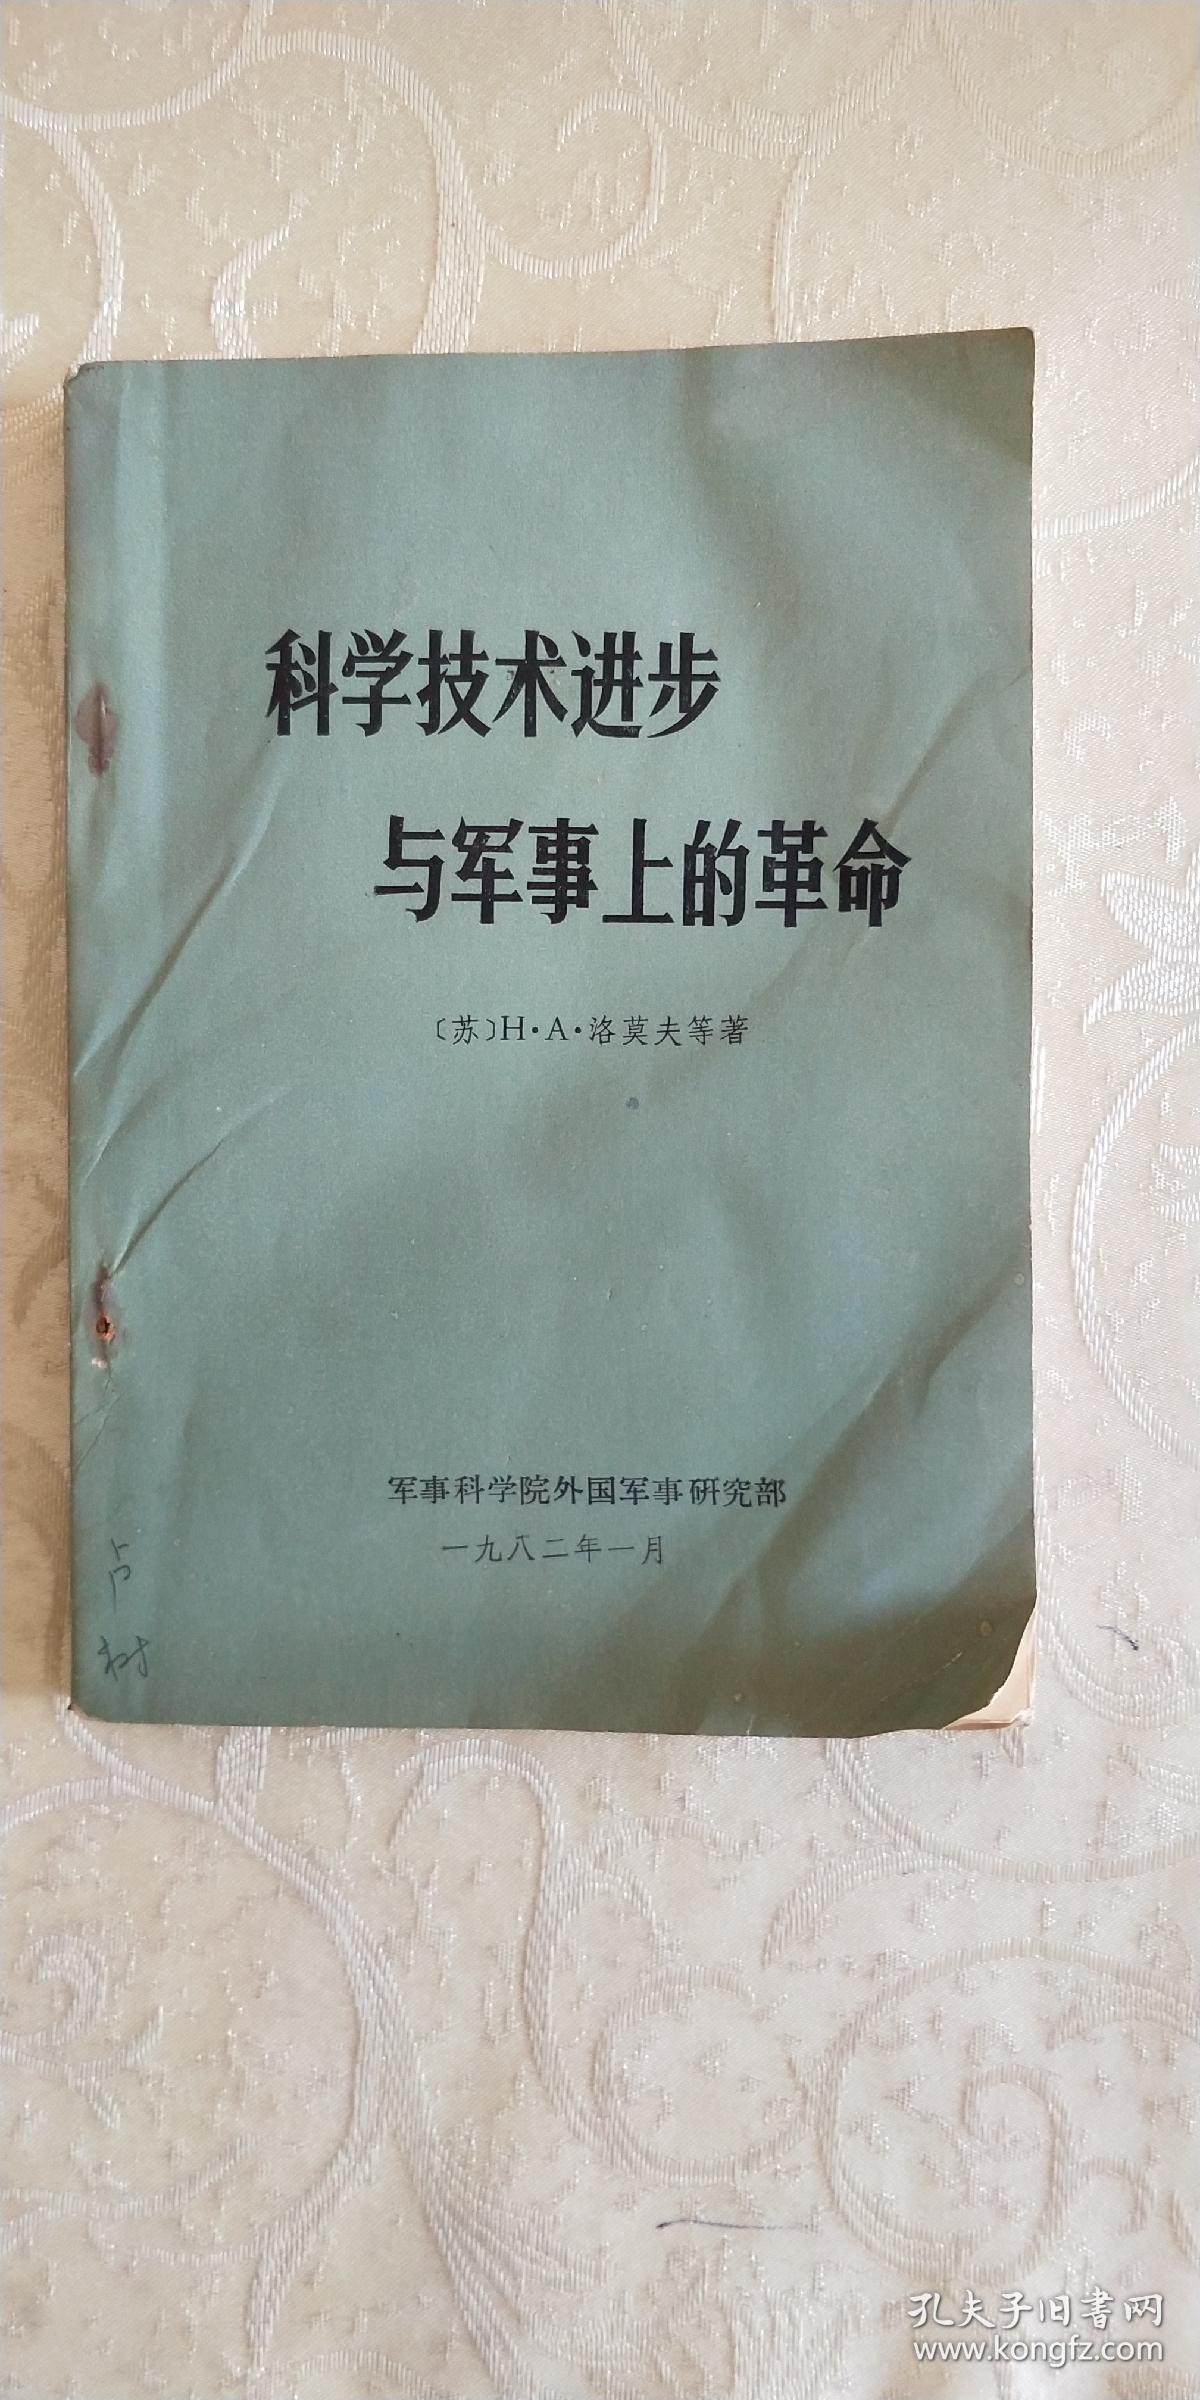 科学技术进步
与军事上的革命
〔苏〕H·A·洛莫夫等著
军事科学院外国军事研究部
一九八二年一月
卢
树
孔夫子旧書网
www.kongfz.com